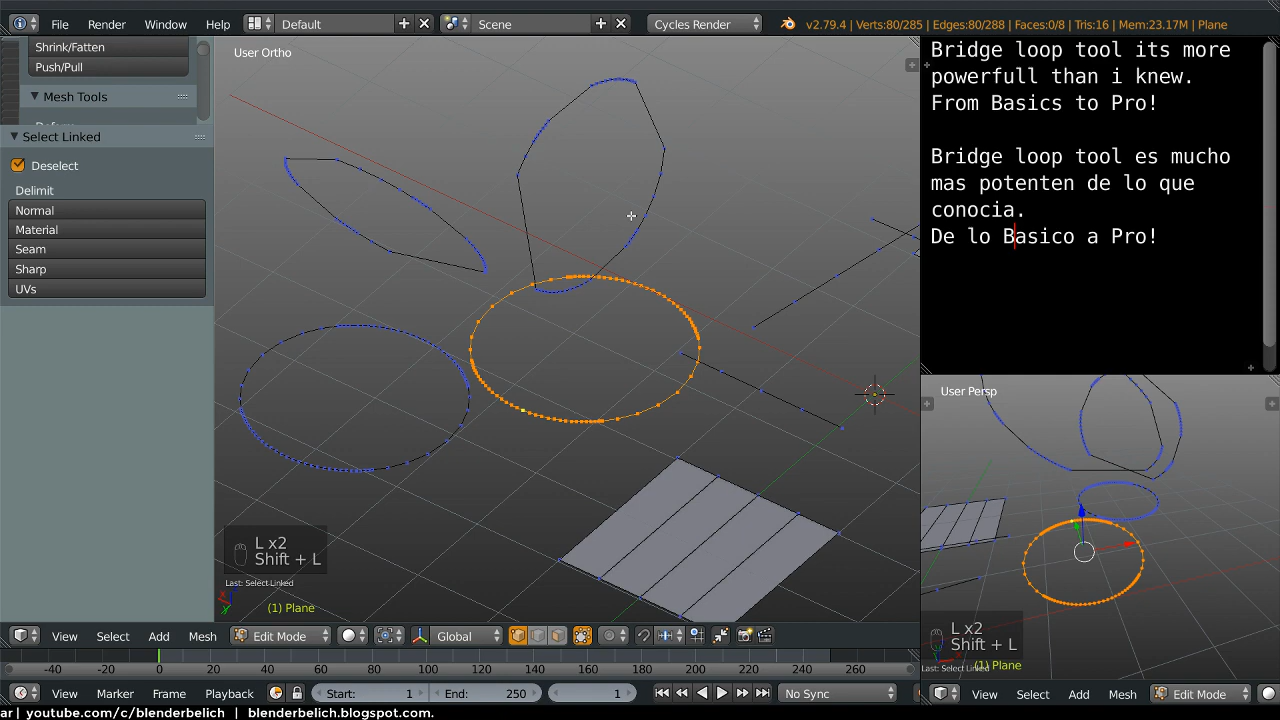 File Render Window Help Default Scene Cycles Render v2.79.4 | Verts:80/285 | Edges:80/288 | Faces:0/8 | Tris:16 | Mem:23.17M | Plane
Shrink/Fatten
Push/Pull
Mesh Tools
Select Linked
Deselect
Delimit
Normal
Material
Seam
Sharp
UVs
User Ortho
L x2
Shift + L
Last: Select Linked
(1) Plane
Bridge loop tool its more
powerfull than i knew.
From Basics to Pro!
Bridge loop tool es mucho
mas potenten de lo que
conocia.
De lo Basico a Pro!
User Persp
L x2
Shift + L
Last: Select Linked
(1) Plane
View Select Add Mesh Edit Mode Global
View Select Add Mesh Edit Mode
-40 -20 0 20 40 60 80 100 120 140 160 180 200 220 240 260
View Marker Frame Playback Start: 1 End: 250 1 No Sync
ar| youtube.com/c/blenderbelich | blenderbelich.blogspot.com.